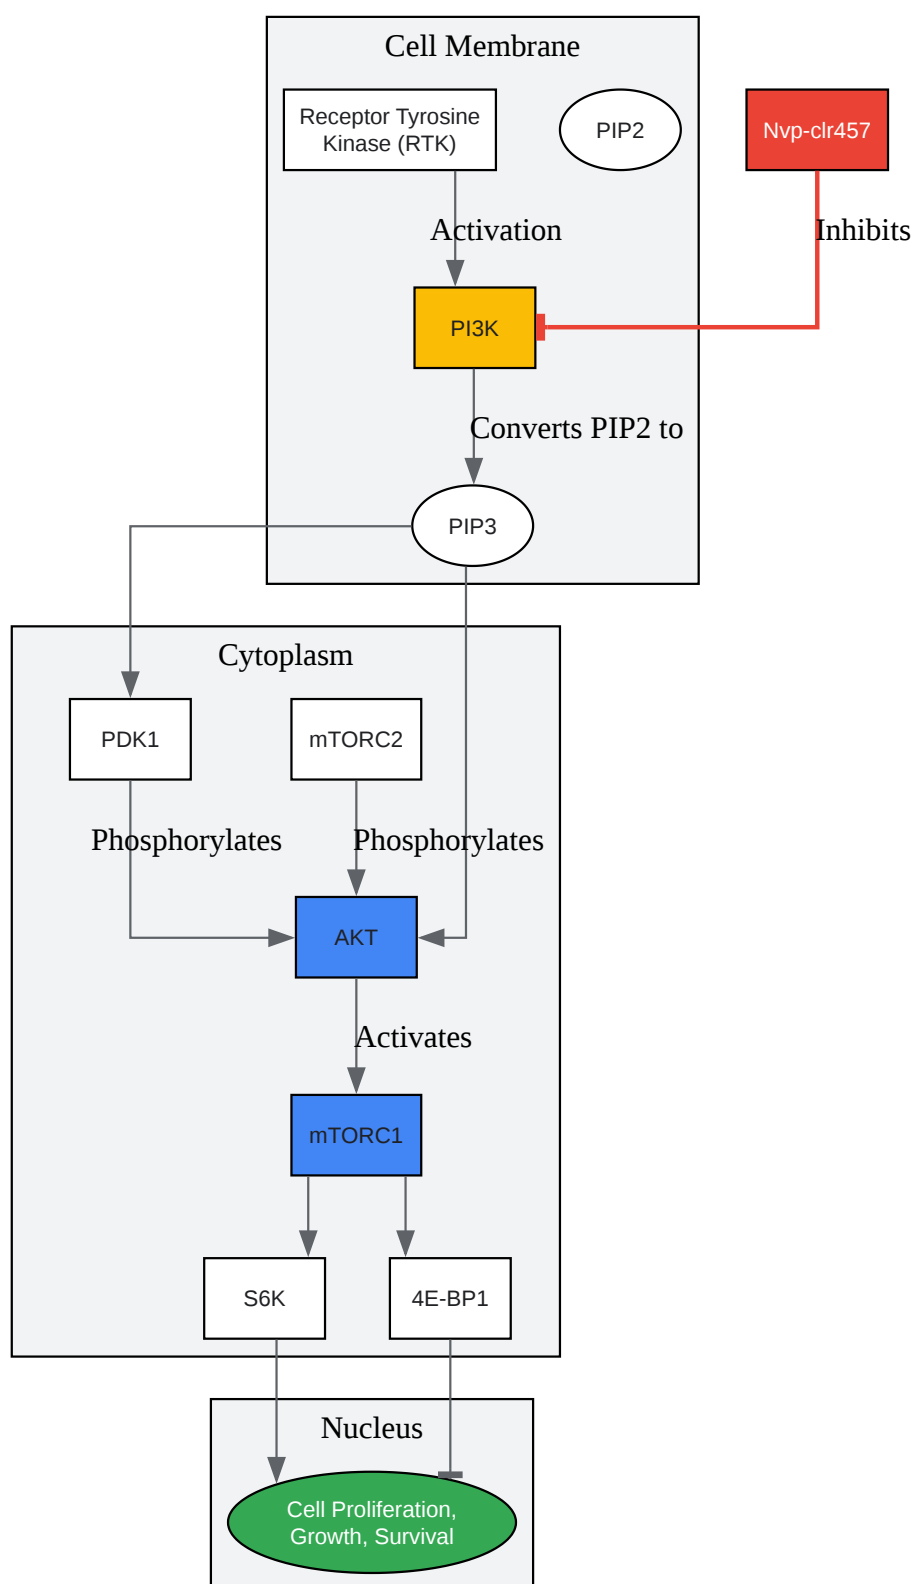 Cell Membrane
Receptor Tyrosine
Kinase (RTK)
PIP2
Nvp-clr457
Activation
Inhibits
PI3K
Converts PIP2 to
PIP3
Cytoplasm
PDK1
mTORC2
Phosphorylates
Phosphorylates
AKT
Activates
mTORC1
S6K
4E-BP1
Nucleus
Cell Proliferation,
Growth, Survival